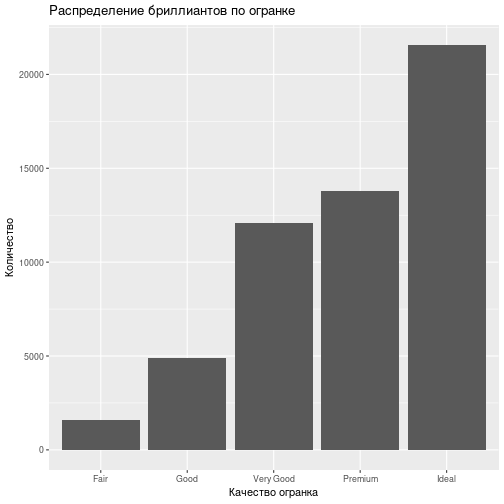 Распределение бриллиантов по огранке
Количество
20000
15000
10000
5000
0
Fair Good Very Good Premium Ideal
Качество огранка